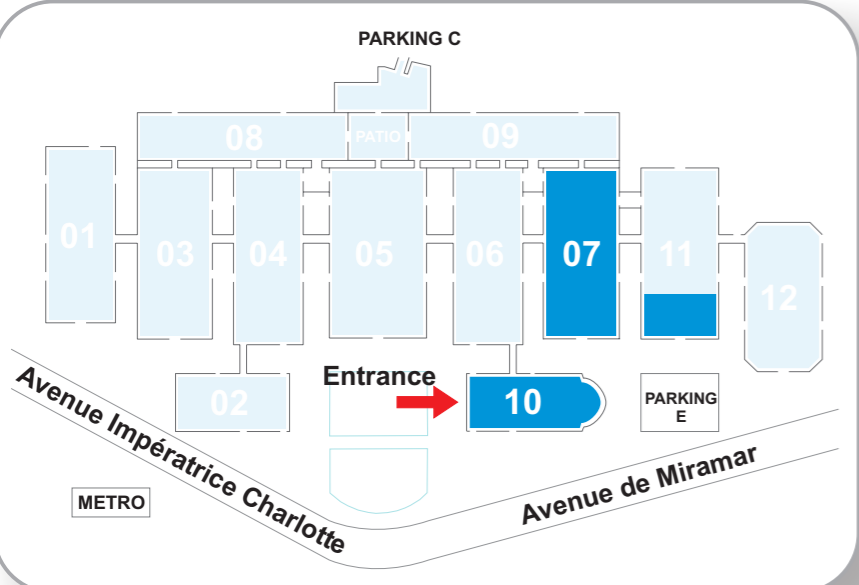 PARKING C
08
PATIO
09
01
03
04
05
06
07
11
12
02
Entrance
10
PARKING
E
Avenue Impératrice Charlotte
Avenue de Miramar
METRO